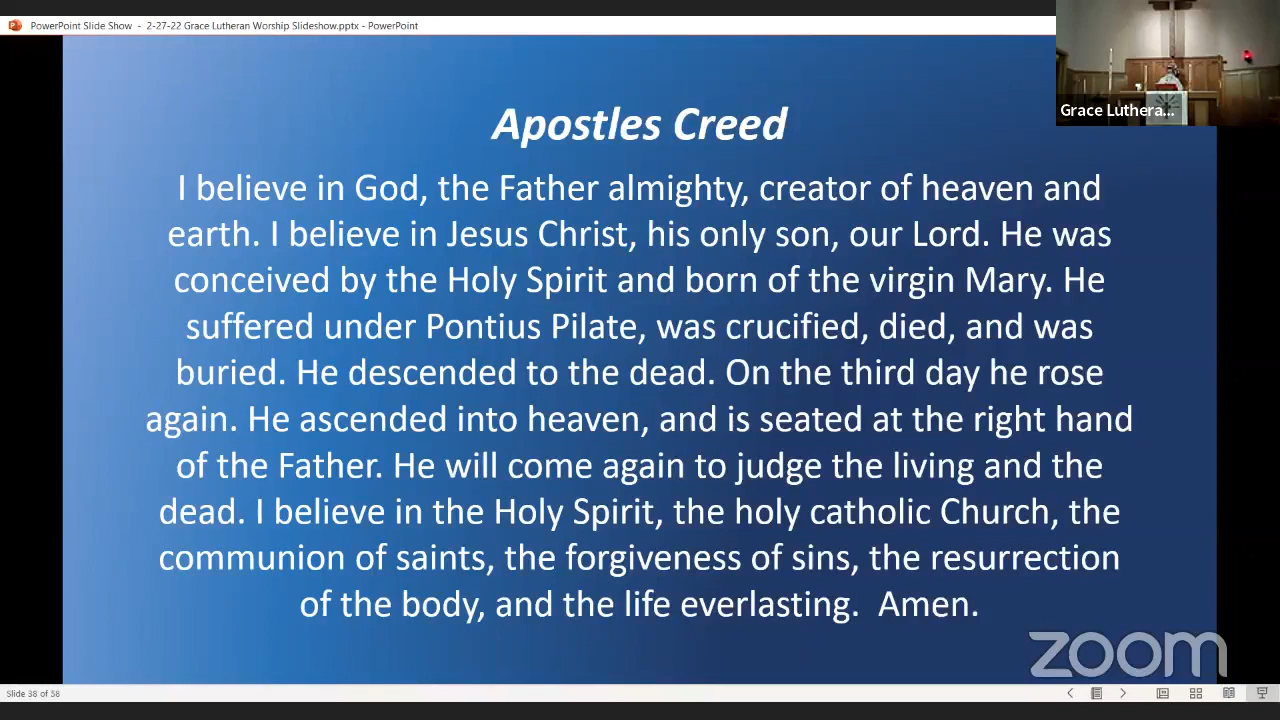 PowerPoint Slide Show - 2-27-22 Grace Lutheran Worship Slideshow.pptx - PowerPoint
Grace Luthera...
Apostles Creed
I believe in God, the Father almighty, creator of heaven and
earth. I believe in Jesus Christ, his only son, our Lord. He was
conceived by the Holy Spirit and born of the virgin Mary. He
suffered under Pontius Pilate, was crucified, died, and was
buried. He descended to the dead. On the third day he rose
again. He ascended into heaven, and is seated at the right hand
of the Father. He will come again to judge the living and the
dead. I believe in the Holy Spirit, the holy catholic Church, the
communion of saints, the forgiveness of sins, the resurrection
of the body, and the life everlasting.  Amen.
zoom
Slide 38 of 58